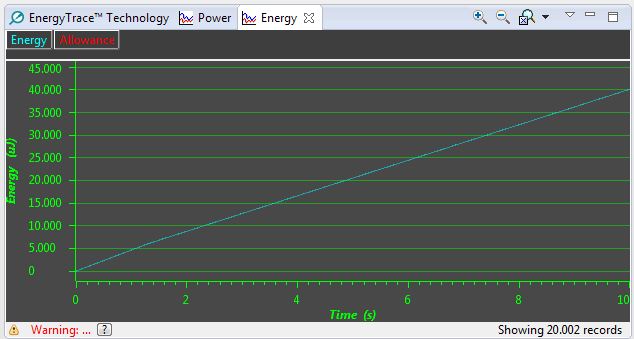 EnergyTrace™ Technology Power Energy
Energy Allowance
45.000
40.000
35.000
30.000
25.000
20.000
15.000
10.000
5.000
0
Energy (uJ)
0 2 4 6 8 10
Time (s)
Warning: ... ? Showing 20.002 records